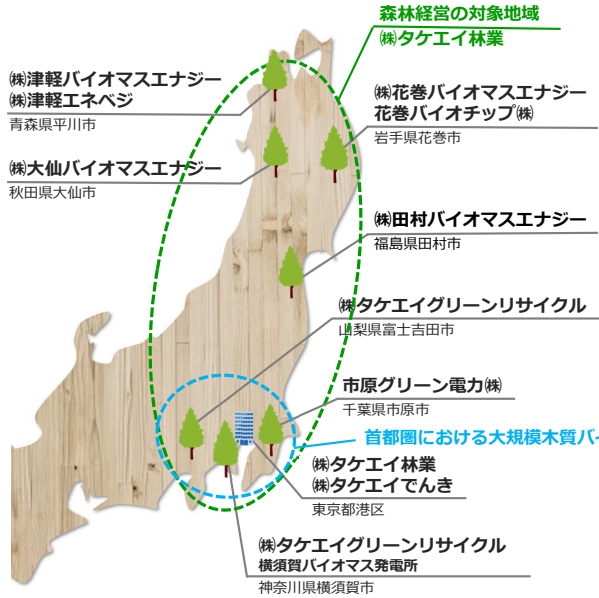 森林経営の対象地域
㈱タケエイ林業
㈱津軽バイオマスエナジー
㈱津軽エネベジ
青森県平川市
㈱花巻バイオマスエナジー
花巻バイオチップ㈱
岩手県花巻市
㈱大仙バイオマスエナジー
秋田県大仙市
㈱田村バイオマスエナジー
福島県田村市
㈱タケエイグリーンリサイクル
山梨県富士吉田市
市原グリーン電力㈱
千葉県市原市
首都圏における大規模木質バイ
㈱タケエイ林業
㈱タケエイでんき
東京都港区
㈱タケエイグリーンリサイクル
横須賀バイオマス発電所
神奈川県横須賀市